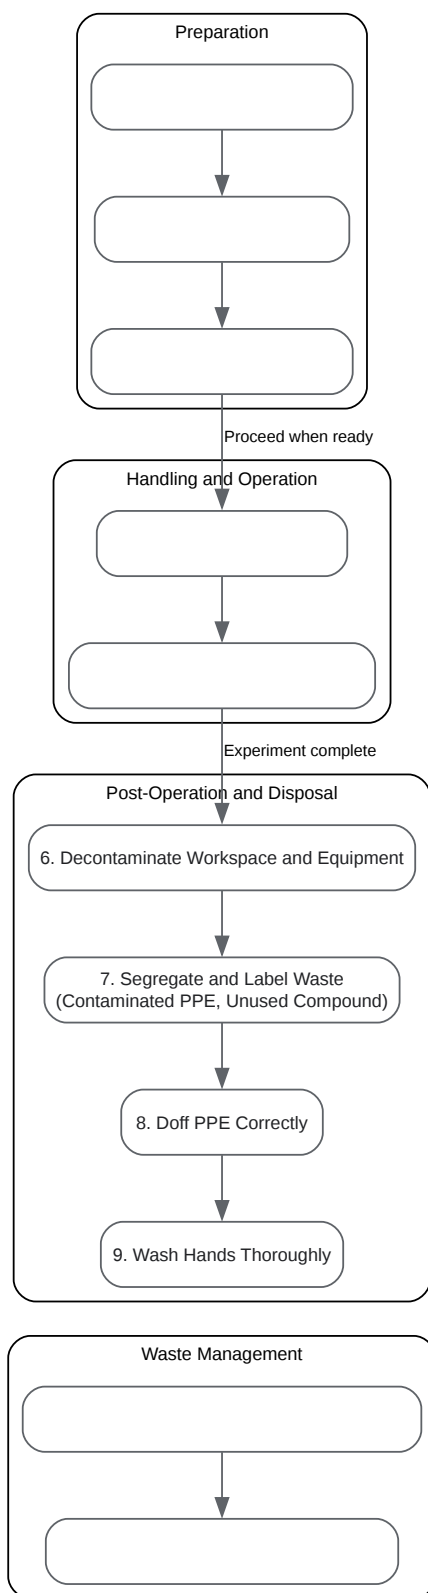 Preparation
Proceed when ready
Handling and Operation
Experiment complete
Post-Operation and Disposal
6. Decontaminate Workspace and Equipment
7. Segregate and Label Waste
(Contaminated PPE, Unused Compound)
8. Doff PPE Correctly
9. Wash Hands Thoroughly
Waste Management